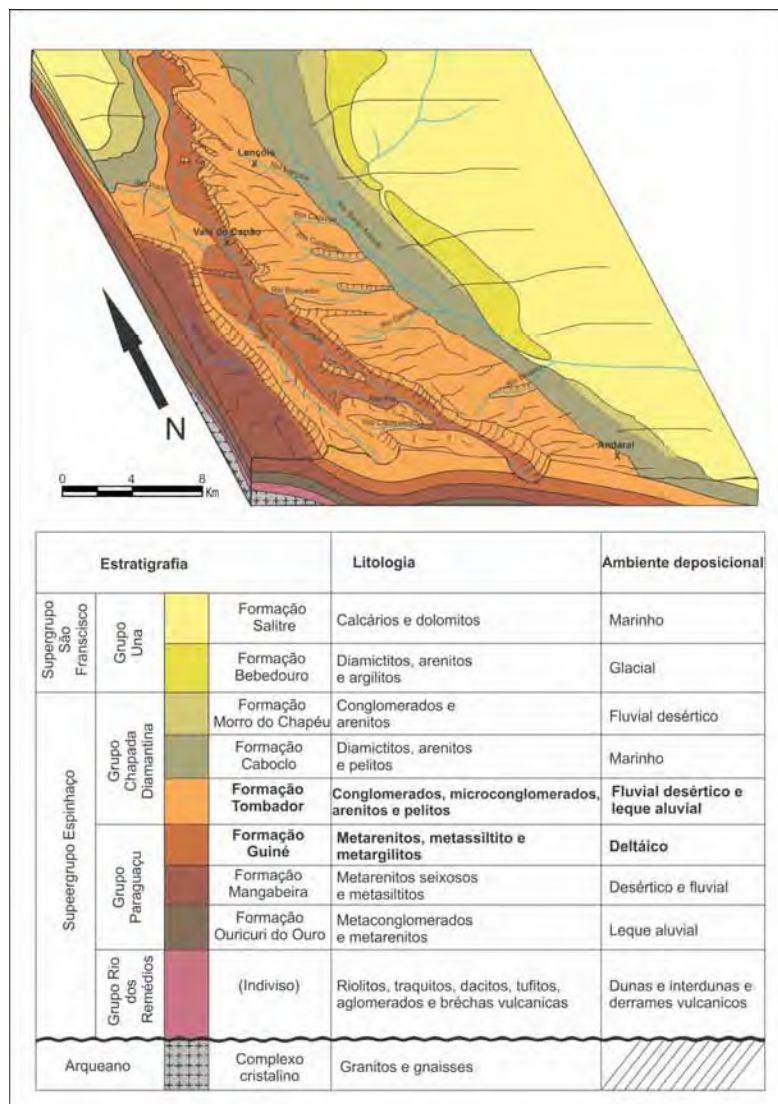 Lençóis
X
Vale do Capão
X
Andaraí
X
N
0 4 8
Km
Estratigrafia
Litologia
Ambiente deposicional
Supergrupo
São
Franscisco
Grupo
Una
Formação
Salitre
Calcários e dolomitos
Marinho
Formação
Bebedouro
Diamictitos, arenitos
e argilitos
Glacial
Supeergrupo Espinhaço
Grupo
Chapada
Diamantina
Formação
Morro do Chapéu
Conglomerados e
arenitos
Fluvial desértico
Formação
Caboclo
Diamictitos, arenitos
e pelitos
Marinho
Formação
Tombador
Conglomerados, microconglomerados,
arenitos e pelitos
Fluvial desértico e
leque aluvial
Grupo
Paraguaçu
Formação
Guiné
Metarenitos, metassiltito e
metargilitos
Deltáico
Formação
Mangabeira
Metarenitos seixosos
e metasiltitos
Desértico e fluvial
Formação
Ouricuri do Ouro
Metaconglomerados
e metarenitos
Leque aluvial
Grupo Rio
dos
Remédios
(Indiviso)
Riolitos, traquitos, dacitos, tufitos,
aglomerados e bréchas vulcanicas
Dunas e interdunas e
derrames vulcanicos
Arqueano
Complexo
cristalino
Granitos e gnaisses